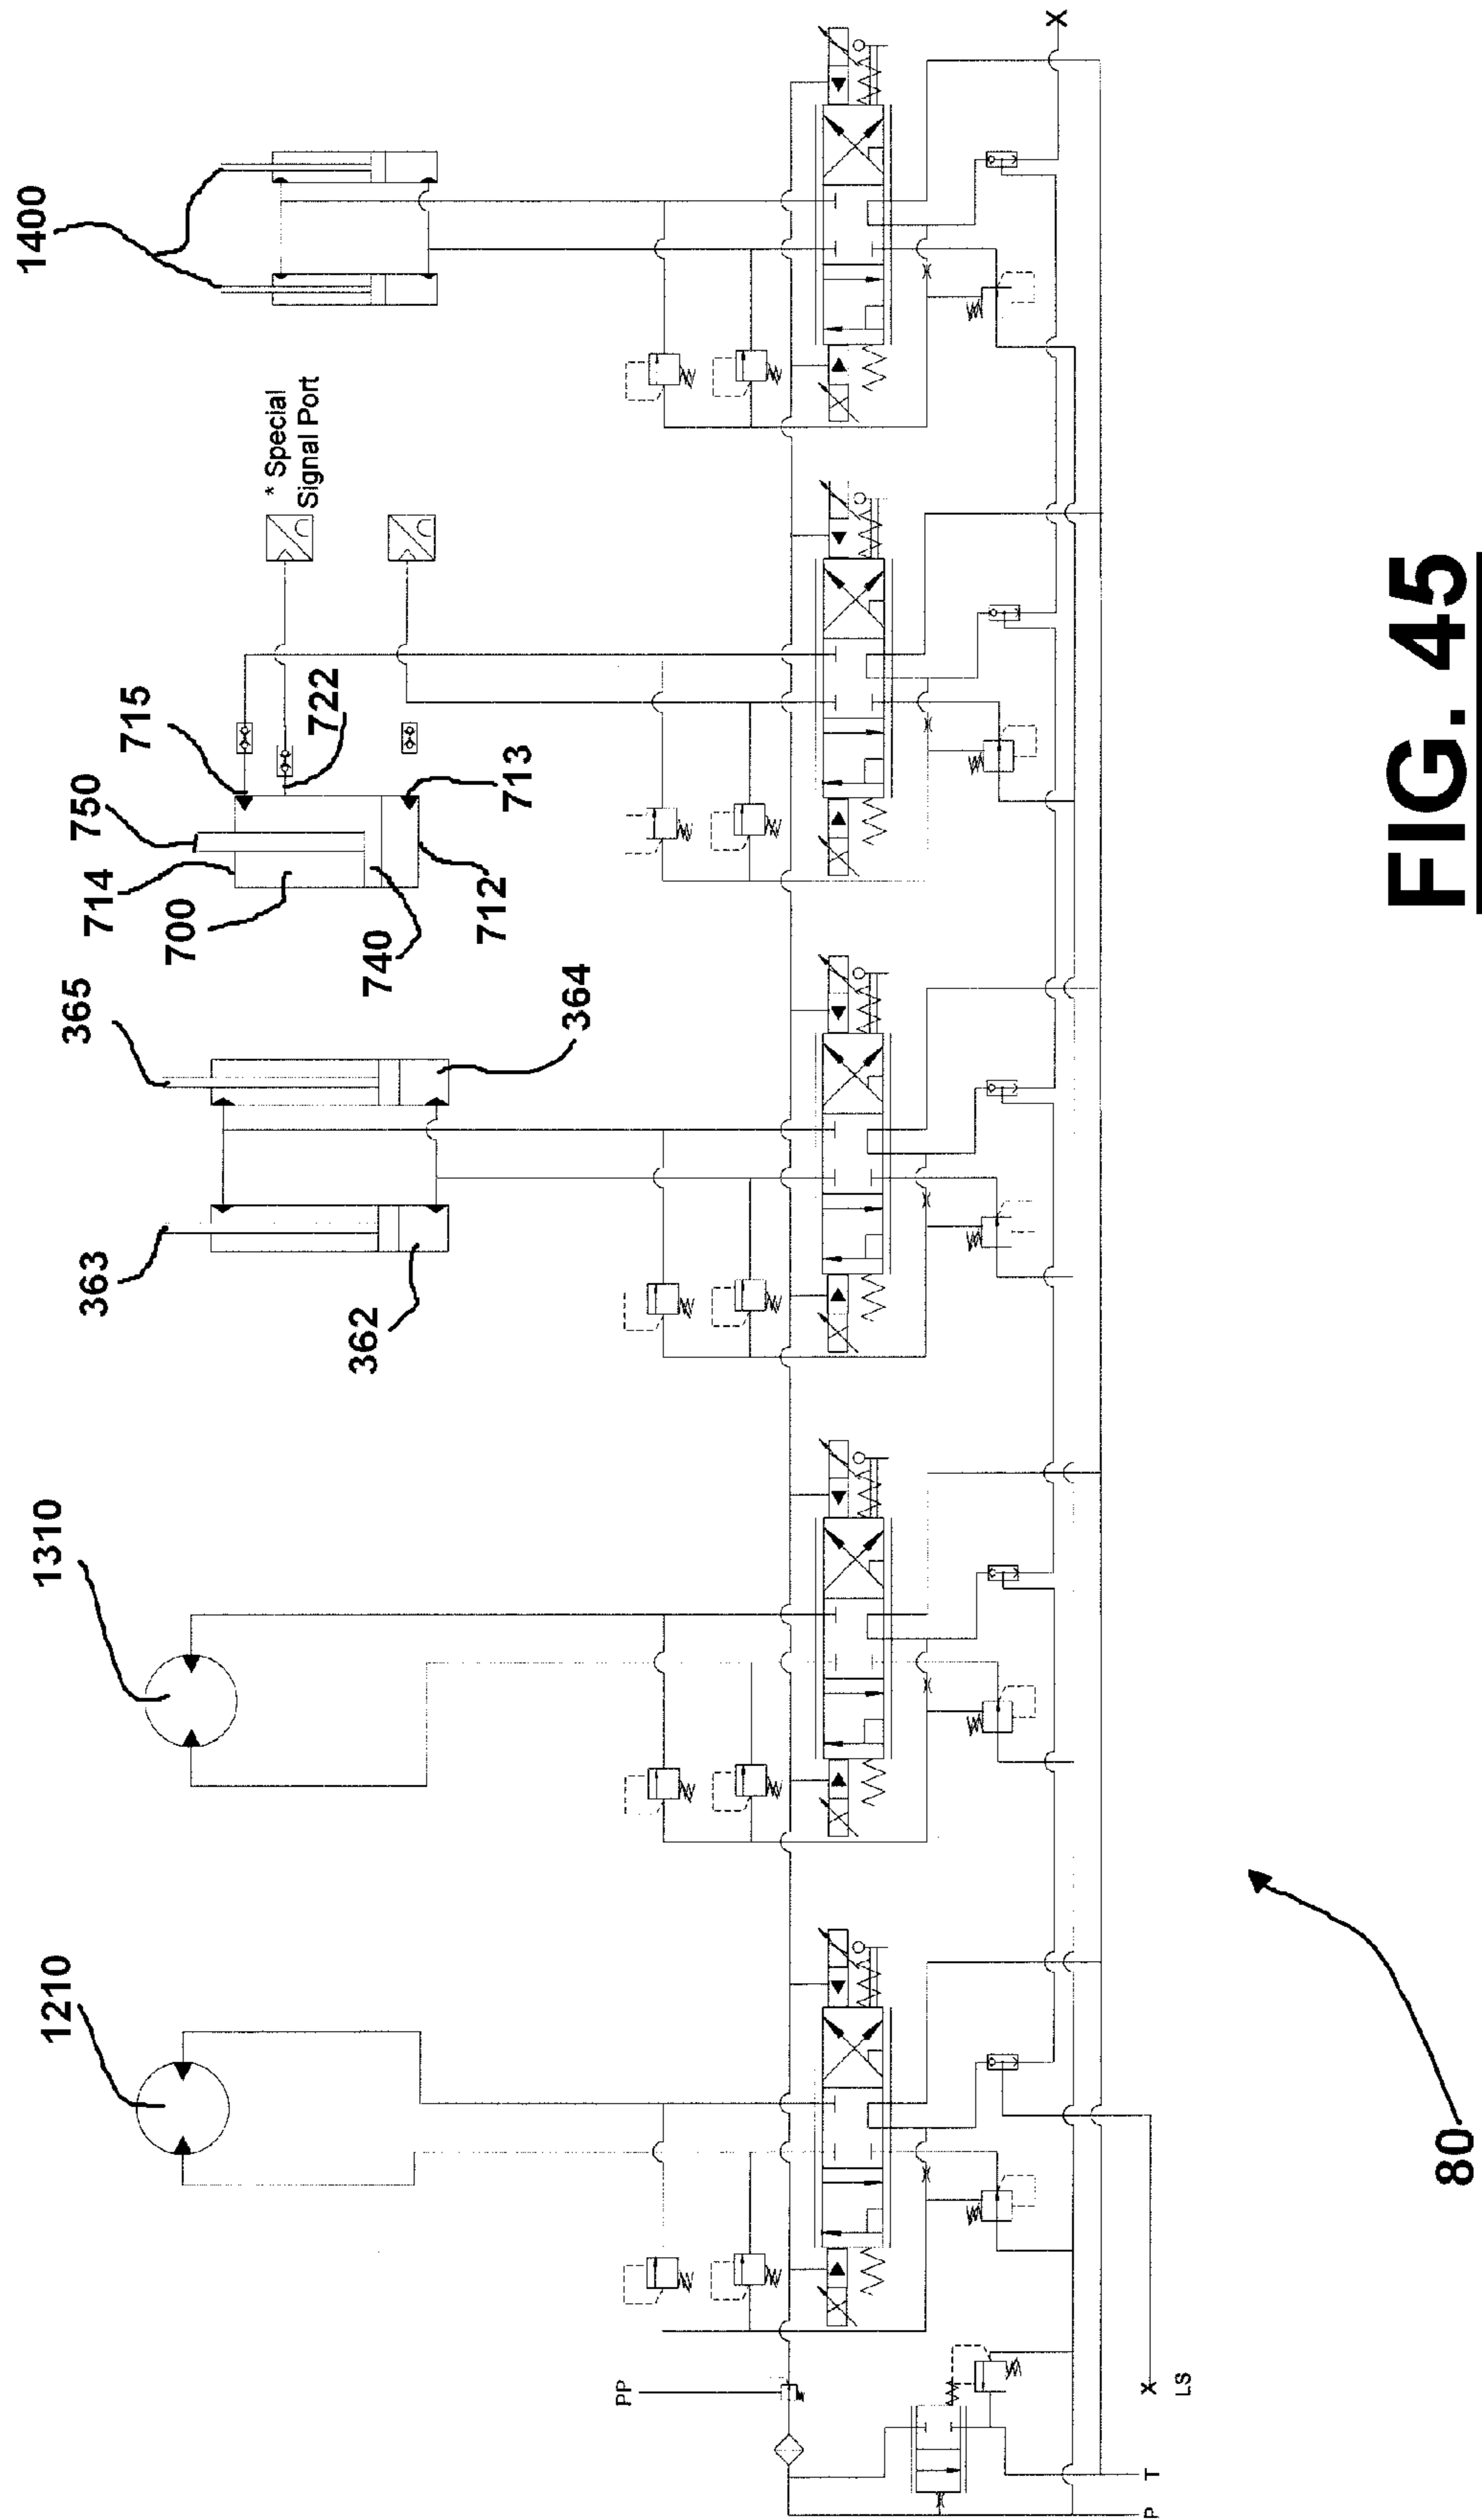 1210
1310
363
365
362
364
714
750
715
700
740
722
712
713
* Special
Signal Port
1400
PP
P
T
X
LS
X
80
FIG. 45